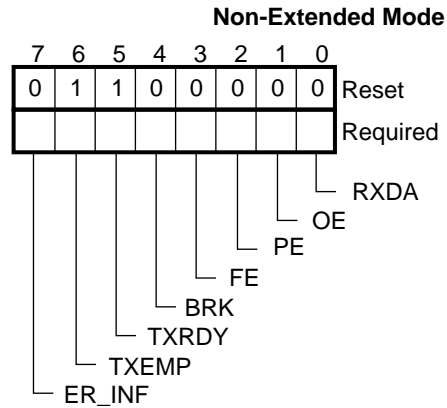 Non-Extended Mode
7 6 5 4 3 2 1 0
0 1 1 0 0 0 0 0 Reset
Required
RXDA
OE
PE
FE
BRK
TXRDY
TXEMP
ER_INF